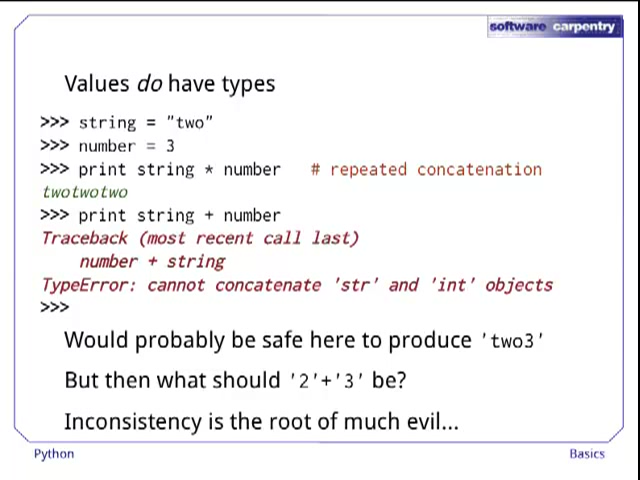 software carpentry
Values do have types
>>> string = "two"
>>> number = 3
>>> print string * number # repeated concatenation
twotwotwo
>>> print string + number
Traceback (most recent call last)
number + string
TypeError: cannot concatenate 'str' and 'int' objects
>>>
Would probably be safe here to produce 'two3'
But then what should '2'+'3' be?
Inconsistency is the root of much evil...
Python Basics